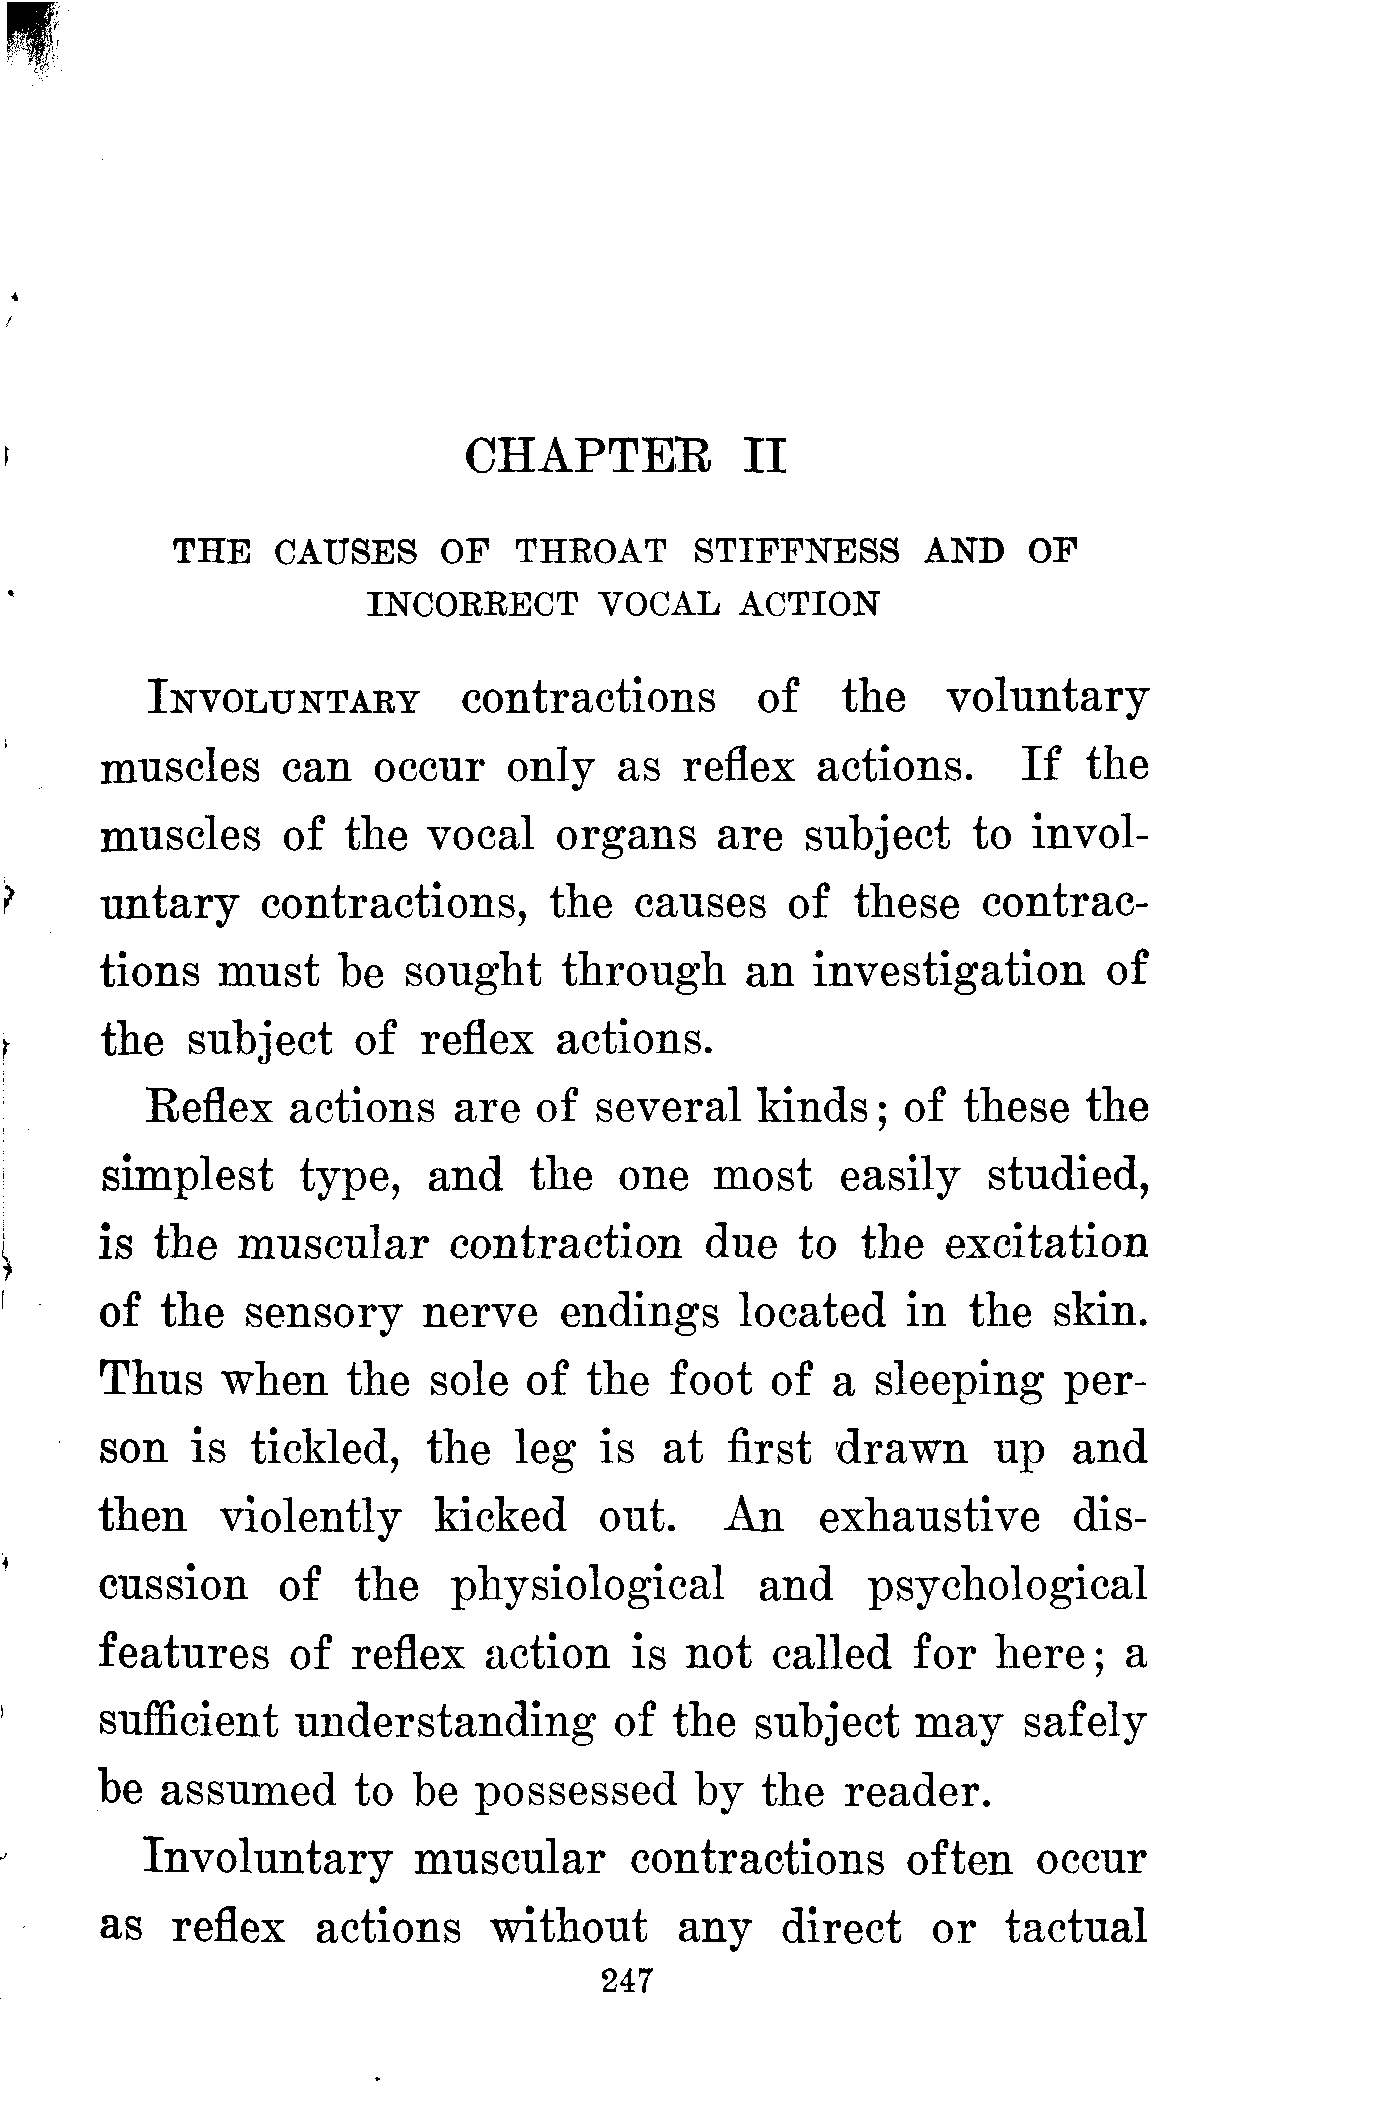 CHAPTER II
THE CAUSES OF THROAT STIFFNESS AND OF
INCORRECT VOCAL ACTION
INVOLUNTARY contractions of the voluntary
muscles can occur only as reflex actions. If the
muscles of the vocal organs are subject to invol-
untary contractions, the causes of these contrac-
tions must be sought through an investigation of
the subject of reflex actions.
Reflex actions are of several kinds; of these the
simplest type, and the one most easily studied,
is the muscular contraction due to the excitation
of the sensory nerve endings located in the skin.
Thus when the sole of the foot of a sleeping per-
son is tickled, the leg is at first drawn up and
then violently kicked out. An exhaustive dis-
cussion of the physiological and psychological
features of reflex action is not called for here; a
sufficient understanding of the subject may safely
be assumed to be possessed by the reader.
Involuntary muscular contractions often occur
as reflex actions without any direct or tactual
247